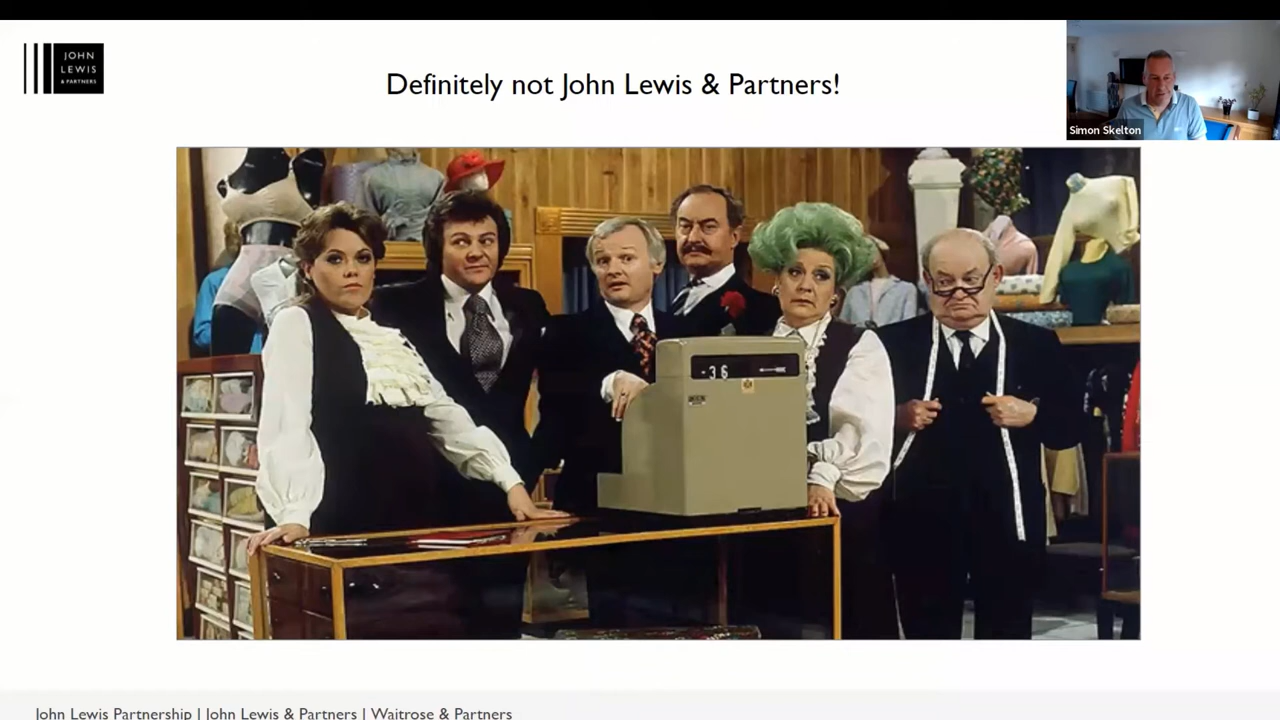 JOHN
LEWIS
& PARTNERS
Definitely not John Lewis & Partners!
Simon Skelton
-36
John Lewis Partnership | John Lewis & Partners | Waitrose & Partners